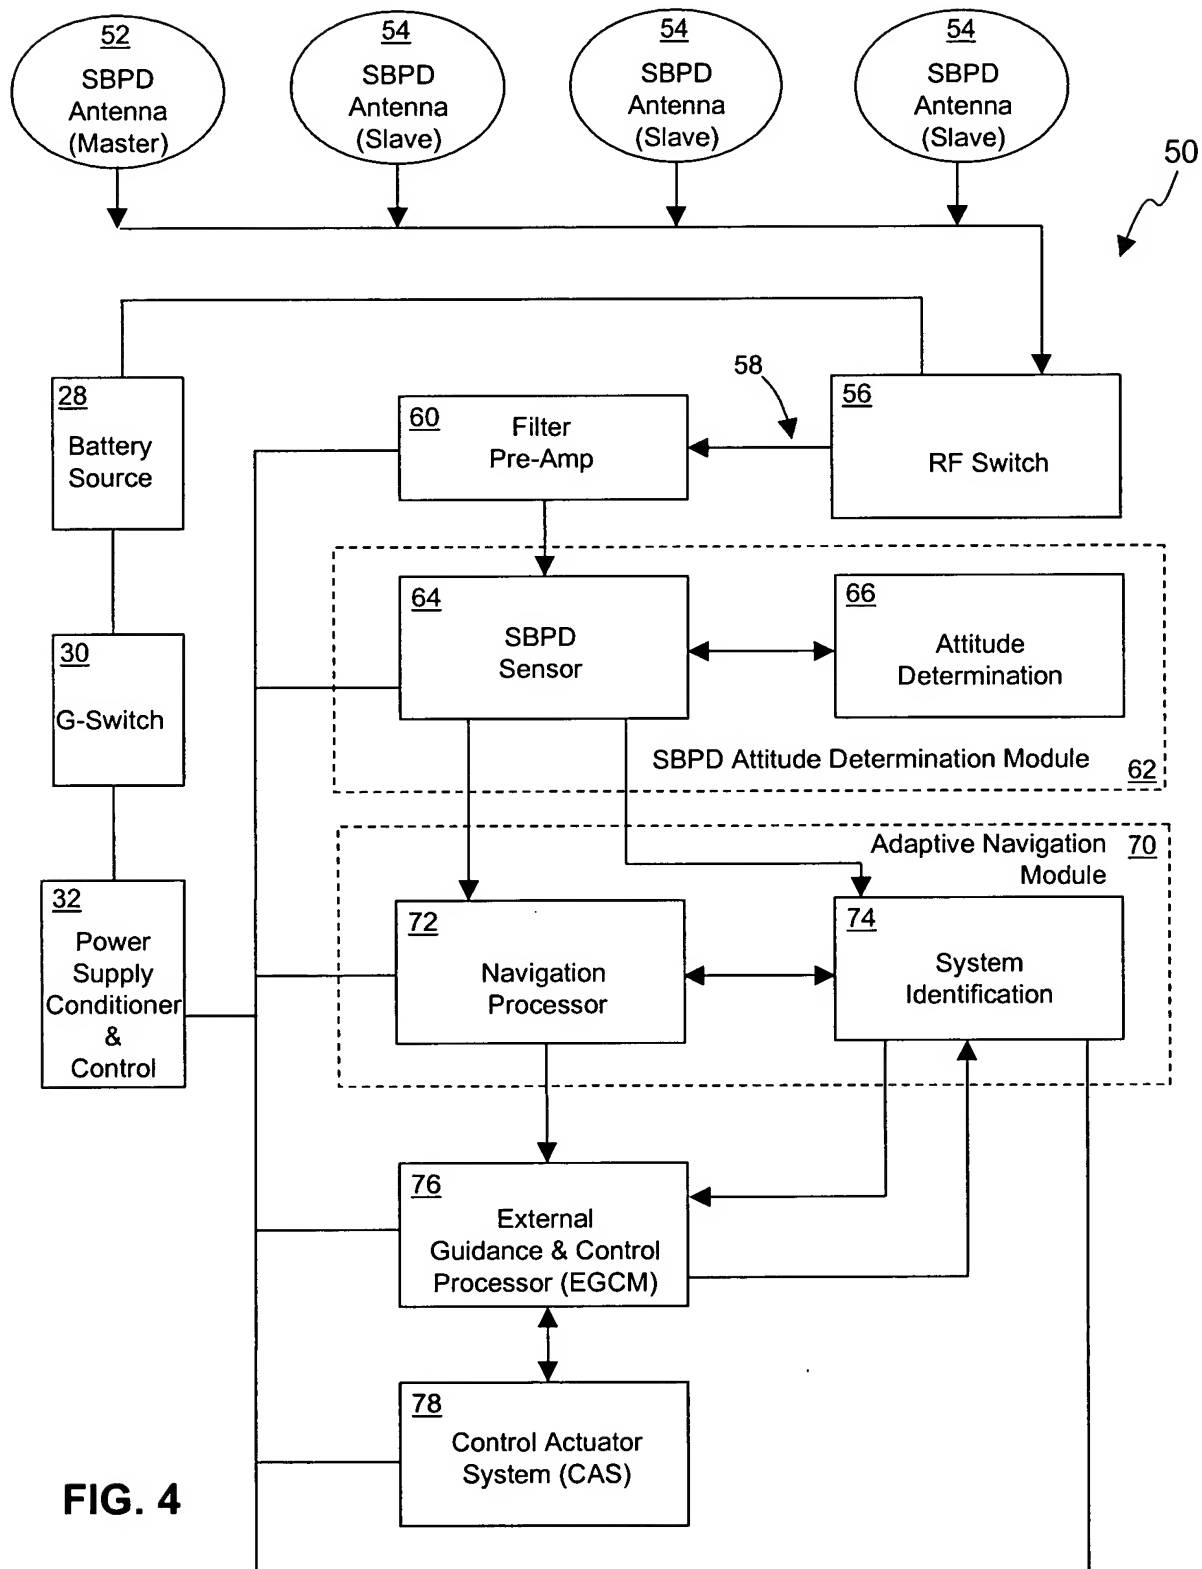 52
SBPD
Antenna
(Master)
54
SBPD
Antenna
(Slave)
54
SBPD
Antenna
(Slave)
54
SBPD
Antenna
(Slave)
50
28
Battery
Source
60
Filter
Pre-Amp
58
56
RF Switch
64
SBPD
Sensor
66
Attitude
Determination
SBPD Attitude Determination Module
62
30
G-Switch
Adaptive Navigation
Module
70
32
Power
Supply
Conditioner
&
Control
72
Navigation
Processor
74
System
Identification
76
External
Guidance & Control
Processor (EGCM)
78
Control Actuator
System (CAS)
FIG. 4